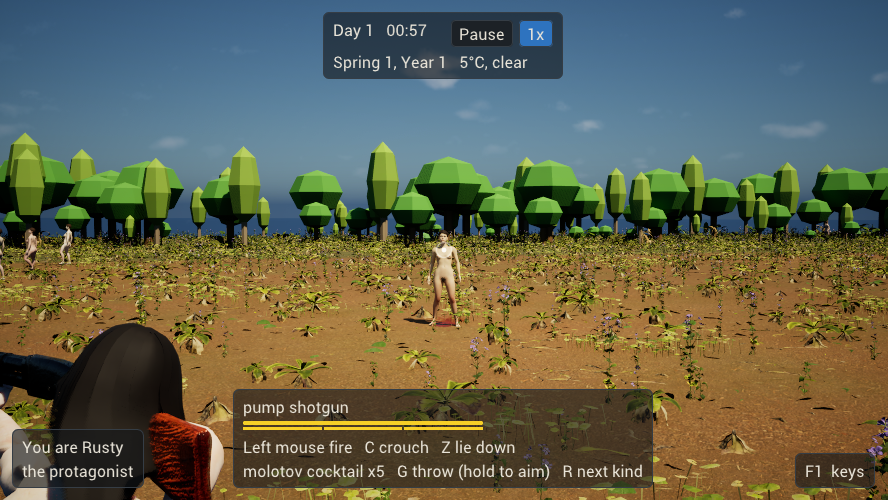 Day 1 00:57 Pause 1x
Spring 1, Year 1 5°C, clear
pump shotgun
Left mouse fire C crouch Z lie down
molotov cocktail x5 G throw (hold to aim) R next kind
You are Rusty
the protagonist
F1 keys